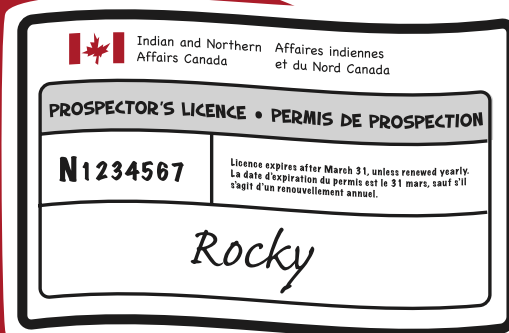 Indian and Northern Affairs Canada
Affaires indiennes et du Nord Canada
PROSPECTOR'S LICENCE • PERMIS DE PROSPECTION
N1234567
Licence expires after March 31, unless renewed yearly.
La date d'expiration du permis est le 31 mars, sauf s'il
s'agit d'un renouvellement annuel.
Rocky